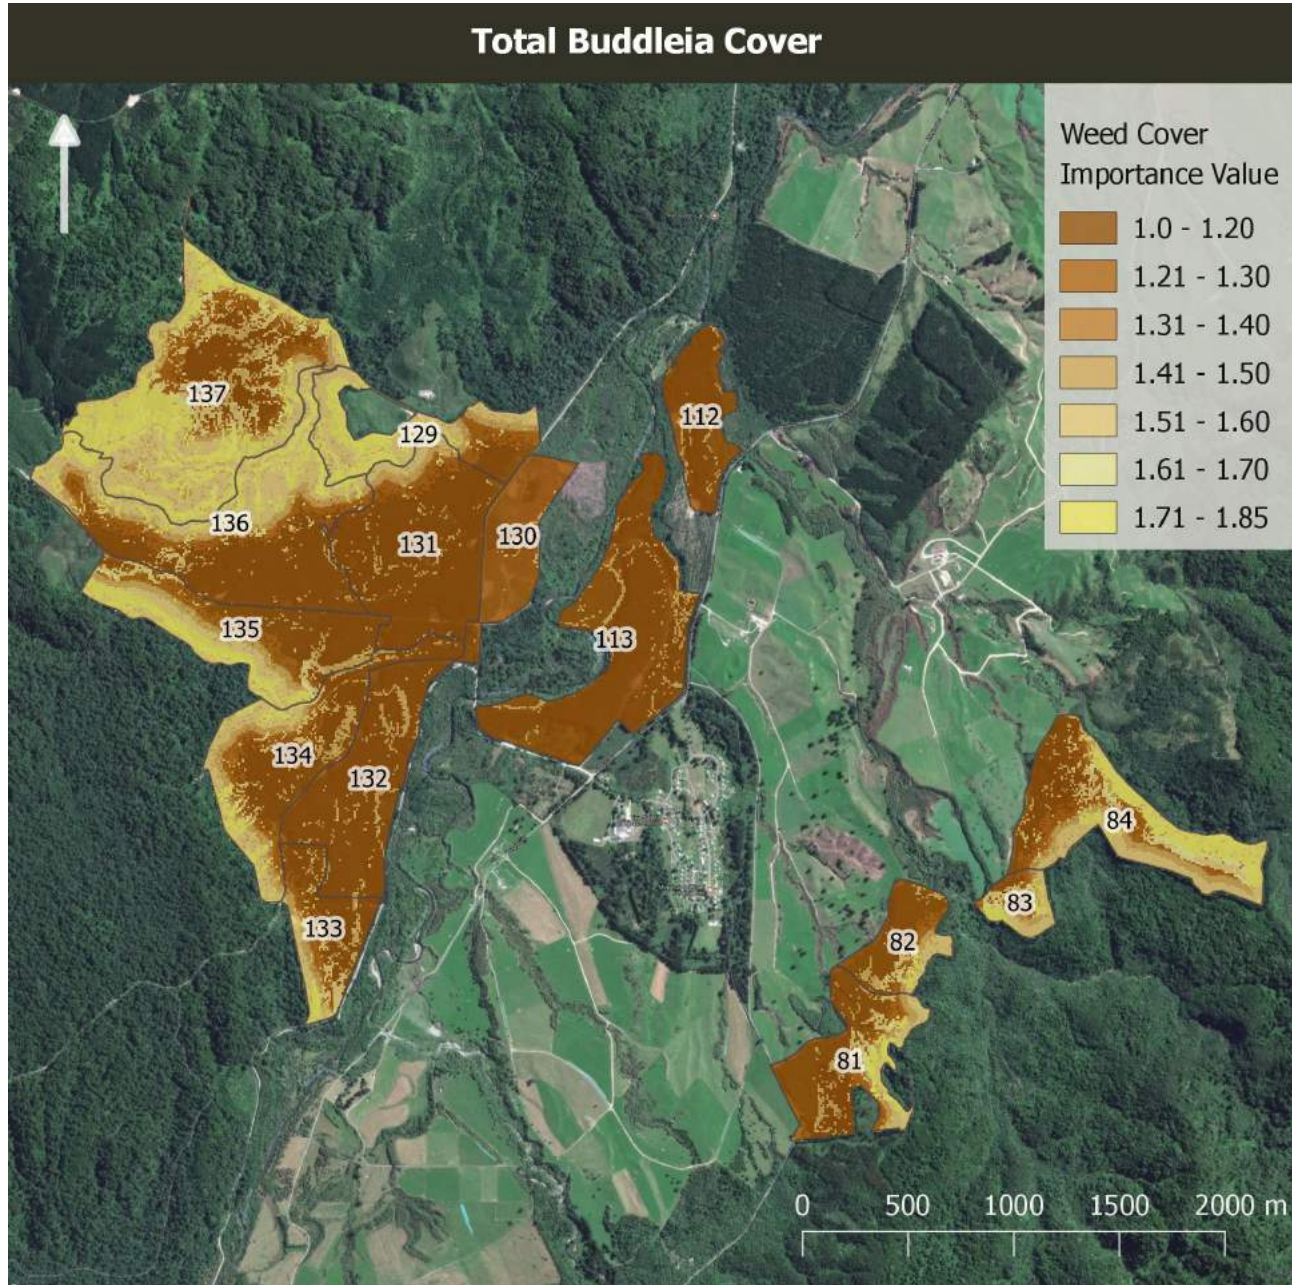 Total Buddleia Cover
Weed Cover
Importance Value
1.0 - 1.20
1.21 - 1.30
1.31 - 1.40
1.41 - 1.50
1.51 - 1.60
1.61 - 1.70
1.71 - 1.85
137
129
112
136
131
130
135
113
134
132
84
83
133
82
81
0 500 1000 1500 2000 m